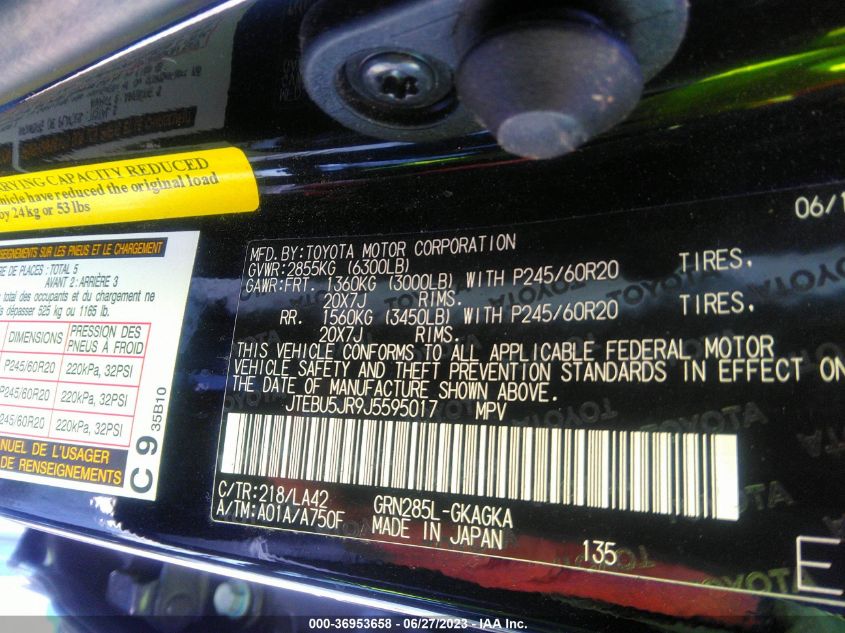 ARRYING CAPACITY REDUCED
vehicle have reduced the original load
by 24 kg or 53 lbs
SEIGNEMENTS SUR LES PNEUS ET LE CHARGEMENT
RE DE PLACES : TOTAL 5
AVANT 2 : ARRIÈRE 3
total des occupants et du chargement ne
is dépasser 525 kg ou 1165 lb.
DIMENSIONS PRESSION DES PNEUS À FROID
P245/60R20 220kPa, 32PSI
P245/60R20 220kPa, 32PSI
245/60R20 220kPa, 32PSI
NUEL DE L'USAGER
DE RENSEIGNEMENTS
C 9 35B10
06/1
MFD. BY: TOYOTA MOTOR CORPORATION
GVWR: 2855KG (6300LB)
GAWR: FRT. 1360KG (3000LB) WITH P245/60R20 TIRES,
20X7J RIMS.
RR. 1560KG (3450LB) WITH P245/60R20 TIRES,
20X7J RIMS.
THIS VEHICLE CONFORMS TO ALL APPLICABLE FEDERAL MOTOR
VEHICLE SAFETY AND THEFT PREVENTION STANDARDS IN EFFECT ON
THE DATE OF MANUFACTURE SHOWN ABOVE.
JTEBU5JR9J5595017 MPV
C/TR: 218/LA42 GRN285L-GKAGKA
A/TM: A01A/A750F MADE IN JAPAN 135
E
000-36953658 - 06/27/2023 - IAA Inc.